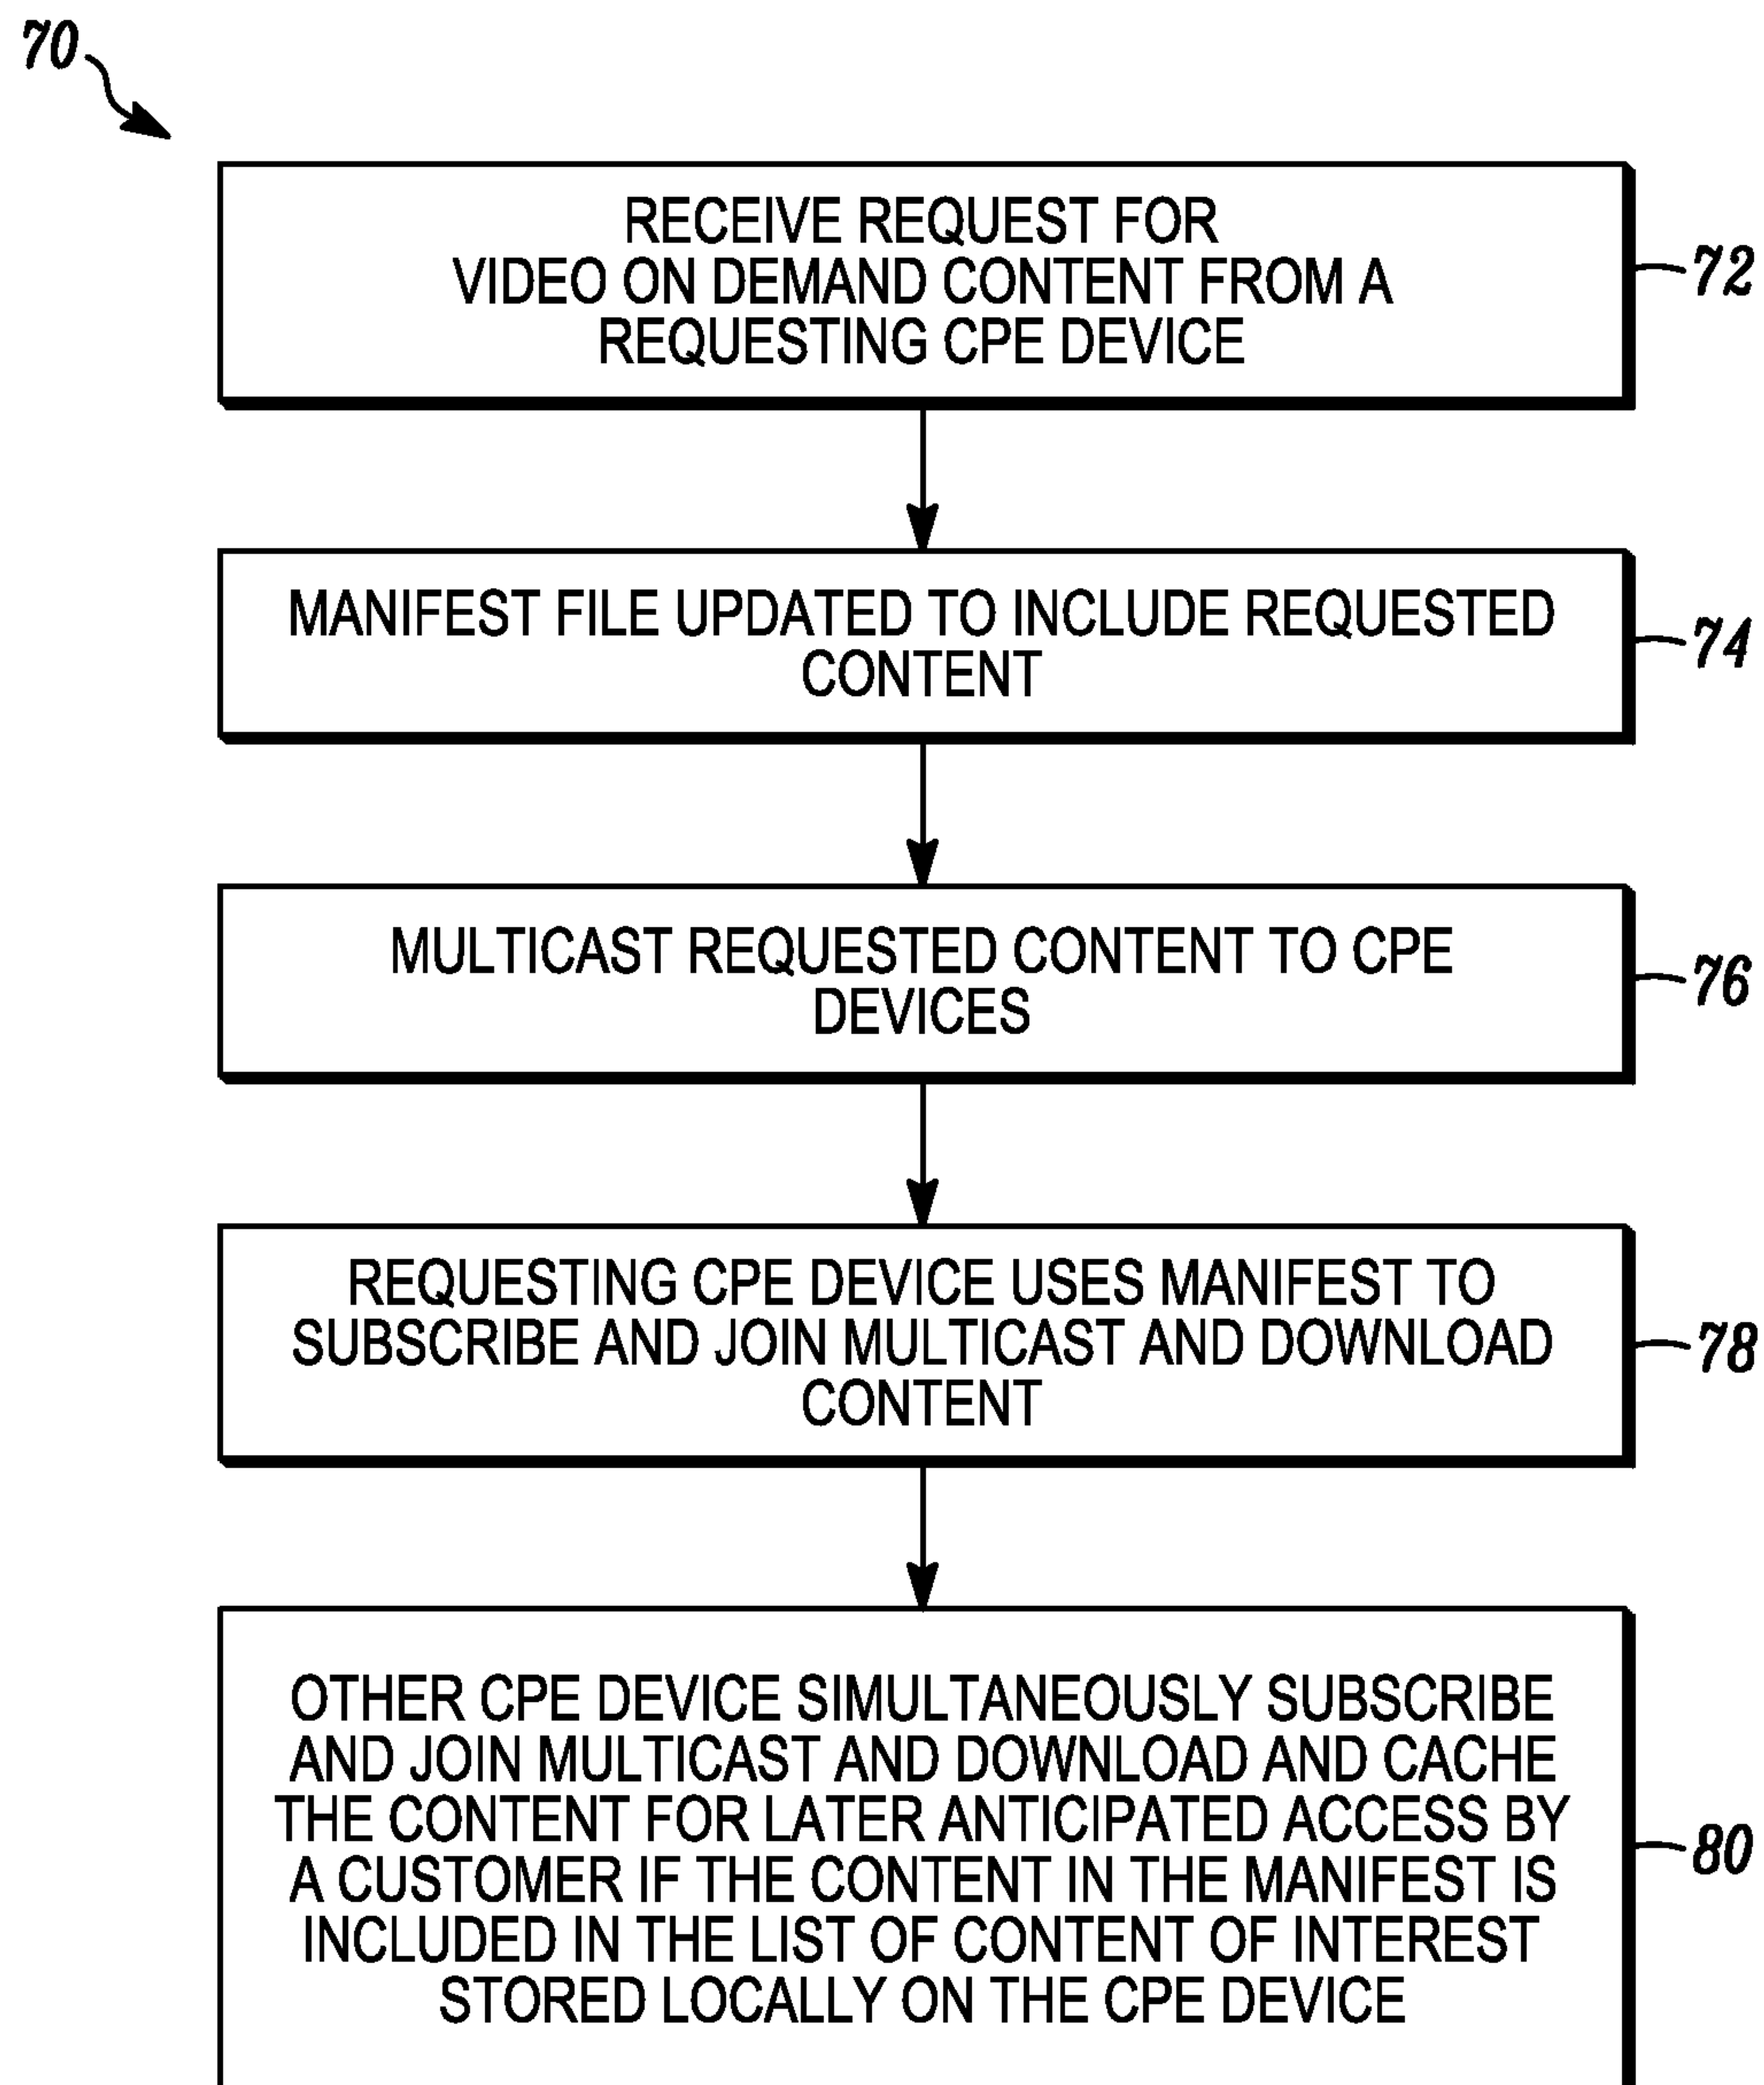 70
RECEIVE REQUEST FOR
VIDEO ON DEMAND CONTENT FROM A
REQUESTING CPE DEVICE
72
MANIFEST FILE UPDATED TO INCLUDE REQUESTED
CONTENT
74
MULTICAST REQUESTED CONTENT TO CPE
DEVICES
76
REQUESTING CPE DEVICE USES MANIFEST TO
SUBSCRIBE AND JOIN MULTICAST AND DOWNLOAD
CONTENT
78
OTHER CPE DEVICE SIMULTANEOUSLY SUBSCRIBE
AND JOIN MULTICAST AND DOWNLOAD AND CACHE
THE CONTENT FOR LATER ANTICIPATED ACCESS BY
A CUSTOMER IF THE CONTENT IN THE MANIFEST IS
INCLUDED IN THE LIST OF CONTENT OF INTEREST
STORED LOCALLY ON THE CPE DEVICE
80